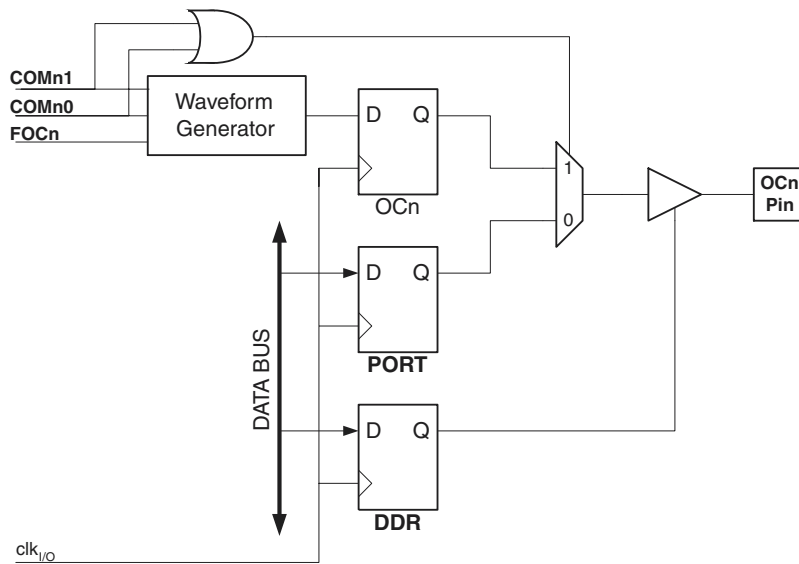 COMn1
COMn0
FOCn
Waveform
Generator
D Q
OCn
1
0
OCn
Pin
D Q
PORT
DATA BUS
D Q
DDR
clkI/O